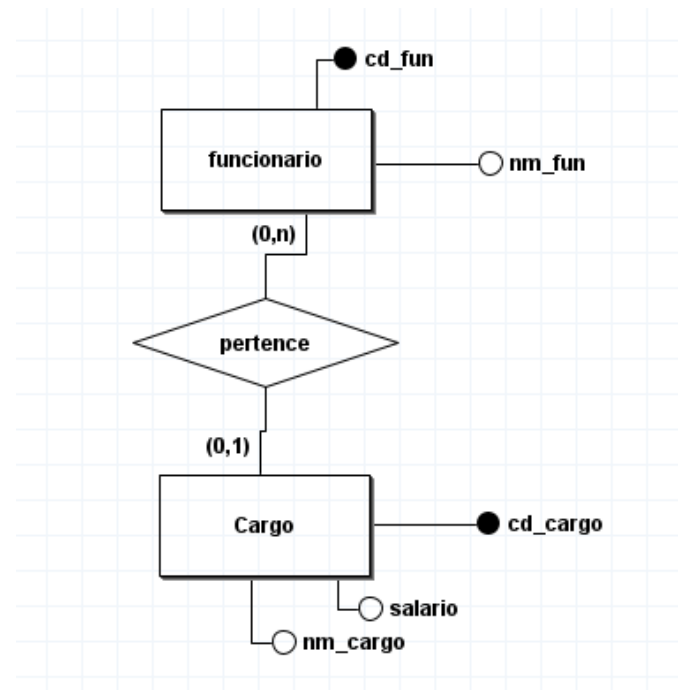 cd_fun
funcionario
nm_fun
(0,n)
pertence
(0,1)
Cargo
cd_cargo
salario
nm_cargo